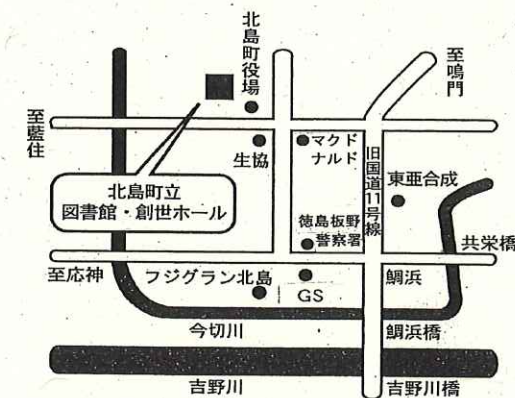 北島町役場
至鳴門
至藍住
生協
マクド
ナルド
旧国道11号線
東亜合成
北島町立
図書館・創世ホール
徳島板野
警察署
共栄橋
至応神
フジグラン北島
GS
鯛浜
今切川
鯛浜橋
吉野川
吉野川橋